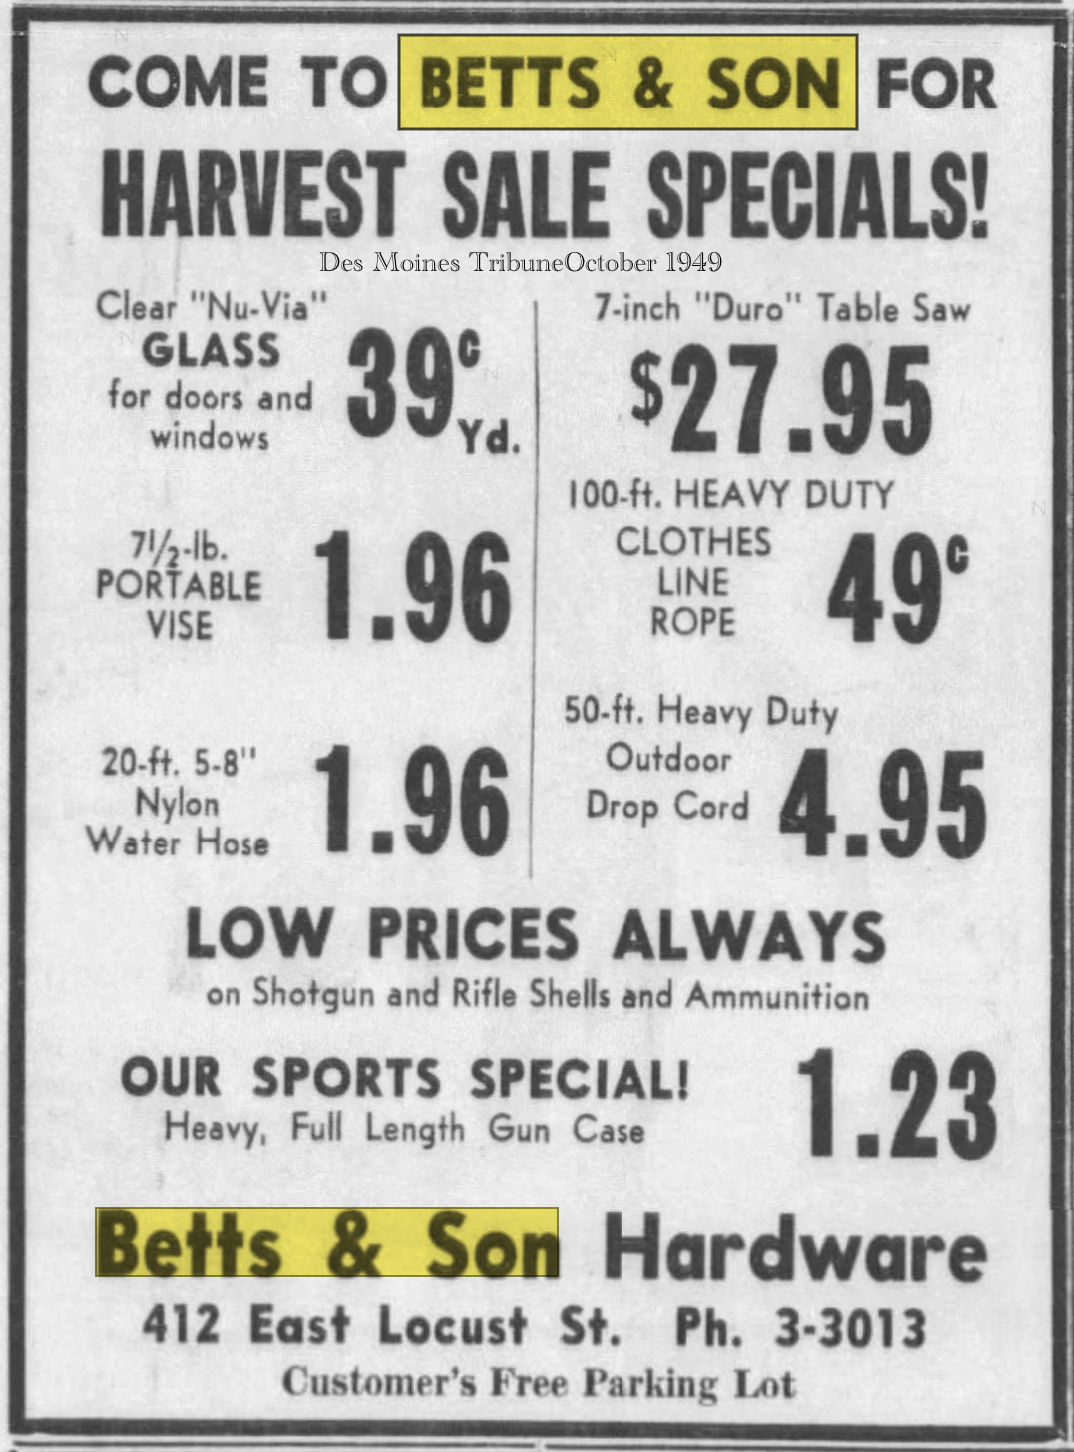 COME TO BETTS & SON FOR
HARVEST SALE SPECIALS!
Des Moines TribuneOctober 1949
Clear "Nu-Via"
GLASS
for doors and
windows
39¢
Yd.
7½-lb.
PORTABLE
VISE
1.96
20-ft. 5-8"
Nylon
Water Hose
1.96
7-inch "Duro" Table Saw
$27.95
100-ft. HEAVY DUTY
CLOTHES
LINE
ROPE
49¢
50-ft. Heavy Duty
Outdoor
Drop Cord
4.95
LOW PRICES ALWAYS
on Shotgun and Rifle Shells and Ammunition
OUR SPORTS SPECIAL!
Heavy, Full Length Gun Case
1.23
Betts & Son Hardware
412 East Locust St. Ph. 3-3013
Customer's Free Parking Lot